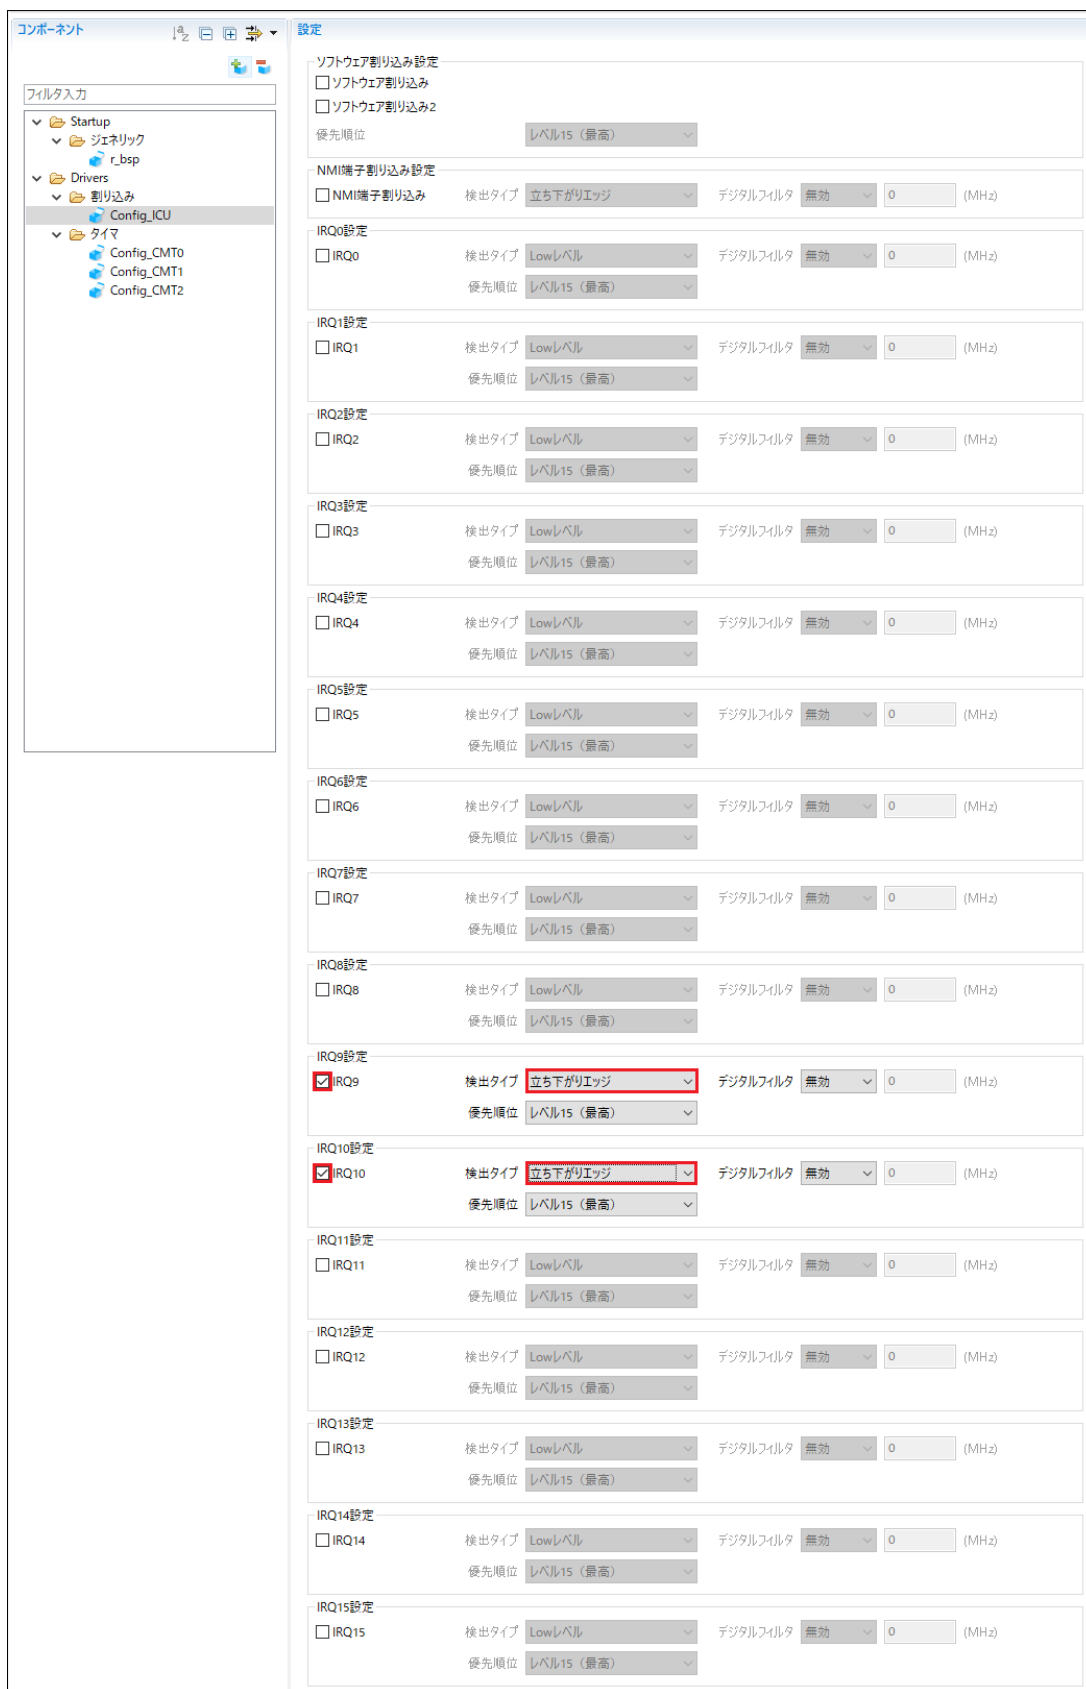 コンポーネント
フィルタ入力
Startup
ジェネリック
r_bsp
Drivers
割り込み
Config_ICU
タイマ
Config_CMT0
Config_CMT1
Config_CMT2
設定
ソフトウェア割り込み設定
ソフトウェア割り込み
ソフトウェア割り込み2
優先順位 レベル15（最高）
NMI端子割り込み設定
NMI端子割り込み 検出タイプ 立ち下がりエッジ デジタルフィルタ 無効 0 (MHz)
IRQ0設定
IRQ0 検出タイプ Lowレベル デジタルフィルタ 無効 0 (MHz)
優先順位 レベル15（最高）
IRQ1設定
IRQ1 検出タイプ Lowレベル デジタルフィルタ 無効 0 (MHz)
優先順位 レベル15（最高）
IRQ2設定
IRQ2 検出タイプ Lowレベル デジタルフィルタ 無効 0 (MHz)
優先順位 レベル15（最高）
IRQ3設定
IRQ3 検出タイプ Lowレベル デジタルフィルタ 無効 0 (MHz)
優先順位 レベル15（最高）
IRQ4設定
IRQ4 検出タイプ Lowレベル デジタルフィルタ 無効 0 (MHz)
優先順位 レベル15（最高）
IRQ5設定
IRQ5 検出タイプ Lowレベル デジタルフィルタ 無効 0 (MHz)
優先順位 レベル15（最高）
IRQ6設定
IRQ6 検出タイプ Lowレベル デジタルフィルタ 無効 0 (MHz)
優先順位 レベル15（最高）
IRQ7設定
IRQ7 検出タイプ Lowレベル デジタルフィルタ 無効 0 (MHz)
優先順位 レベル15（最高）
IRQ8設定
IRQ8 検出タイプ Lowレベル デジタルフィルタ 無効 0 (MHz)
優先順位 レベル15（最高）
IRQ9設定
IRQ9 検出タイプ 立ち下がりエッジ デジタルフィルタ 無効 0 (MHz)
優先順位 レベル15（最高）
IRQ10設定
IRQ10 検出タイプ 立ち下がりエッジ デジタルフィルタ 無効 0 (MHz)
優先順位 レベル15（最高）
IRQ11設定
IRQ11 検出タイプ Lowレベル デジタルフィルタ 無効 0 (MHz)
優先順位 レベル15（最高）
IRQ12設定
IRQ12 検出タイプ Lowレベル デジタルフィルタ 無効 0 (MHz)
優先順位 レベル15（最高）
IRQ13設定
IRQ13 検出タイプ Lowレベル デジタルフィルタ 無効 0 (MHz)
優先順位 レベル15（最高）
IRQ14設定
IRQ14 検出タイプ Lowレベル デジタルフィルタ 無効 0 (MHz)
優先順位 レベル15（最高）
IRQ15設定
IRQ15 検出タイプ Lowレベル デジタルフィルタ 無効 0 (MHz)
優先順位 レベル15（最高）